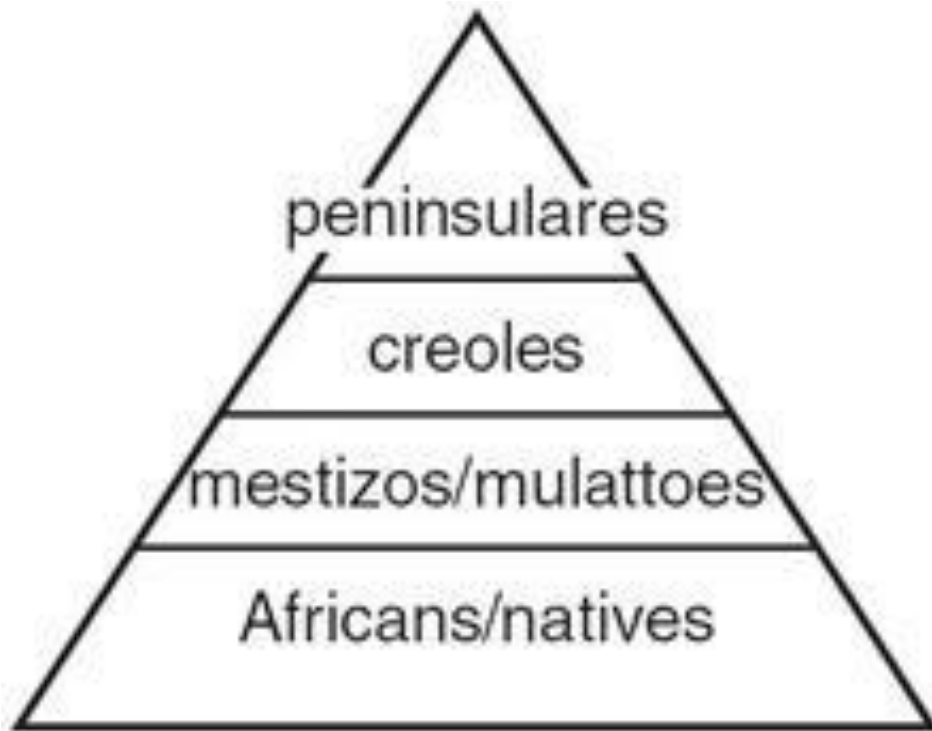 peninsulares
creoles
mestizos/mulattoes
Africans/natives